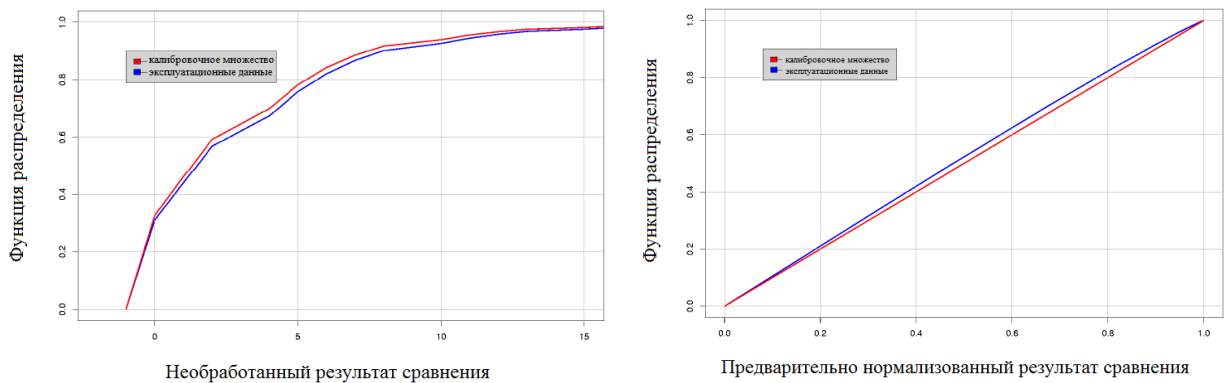 Функция распределения
1.0
0.8
0.6
0.4
0.2
0.0
калибровочное множество
эксплуатационные данные
0 5 10 15
Необработанный результат сравнения
Функция распределения
1.0
0.8
0.6
0.4
0.2
0.0
калибровочное множество
эксплуатационные данные
0.0 0.2 0.4 0.6 0.8 1.0
Предварительно нормализованный результат сравнения